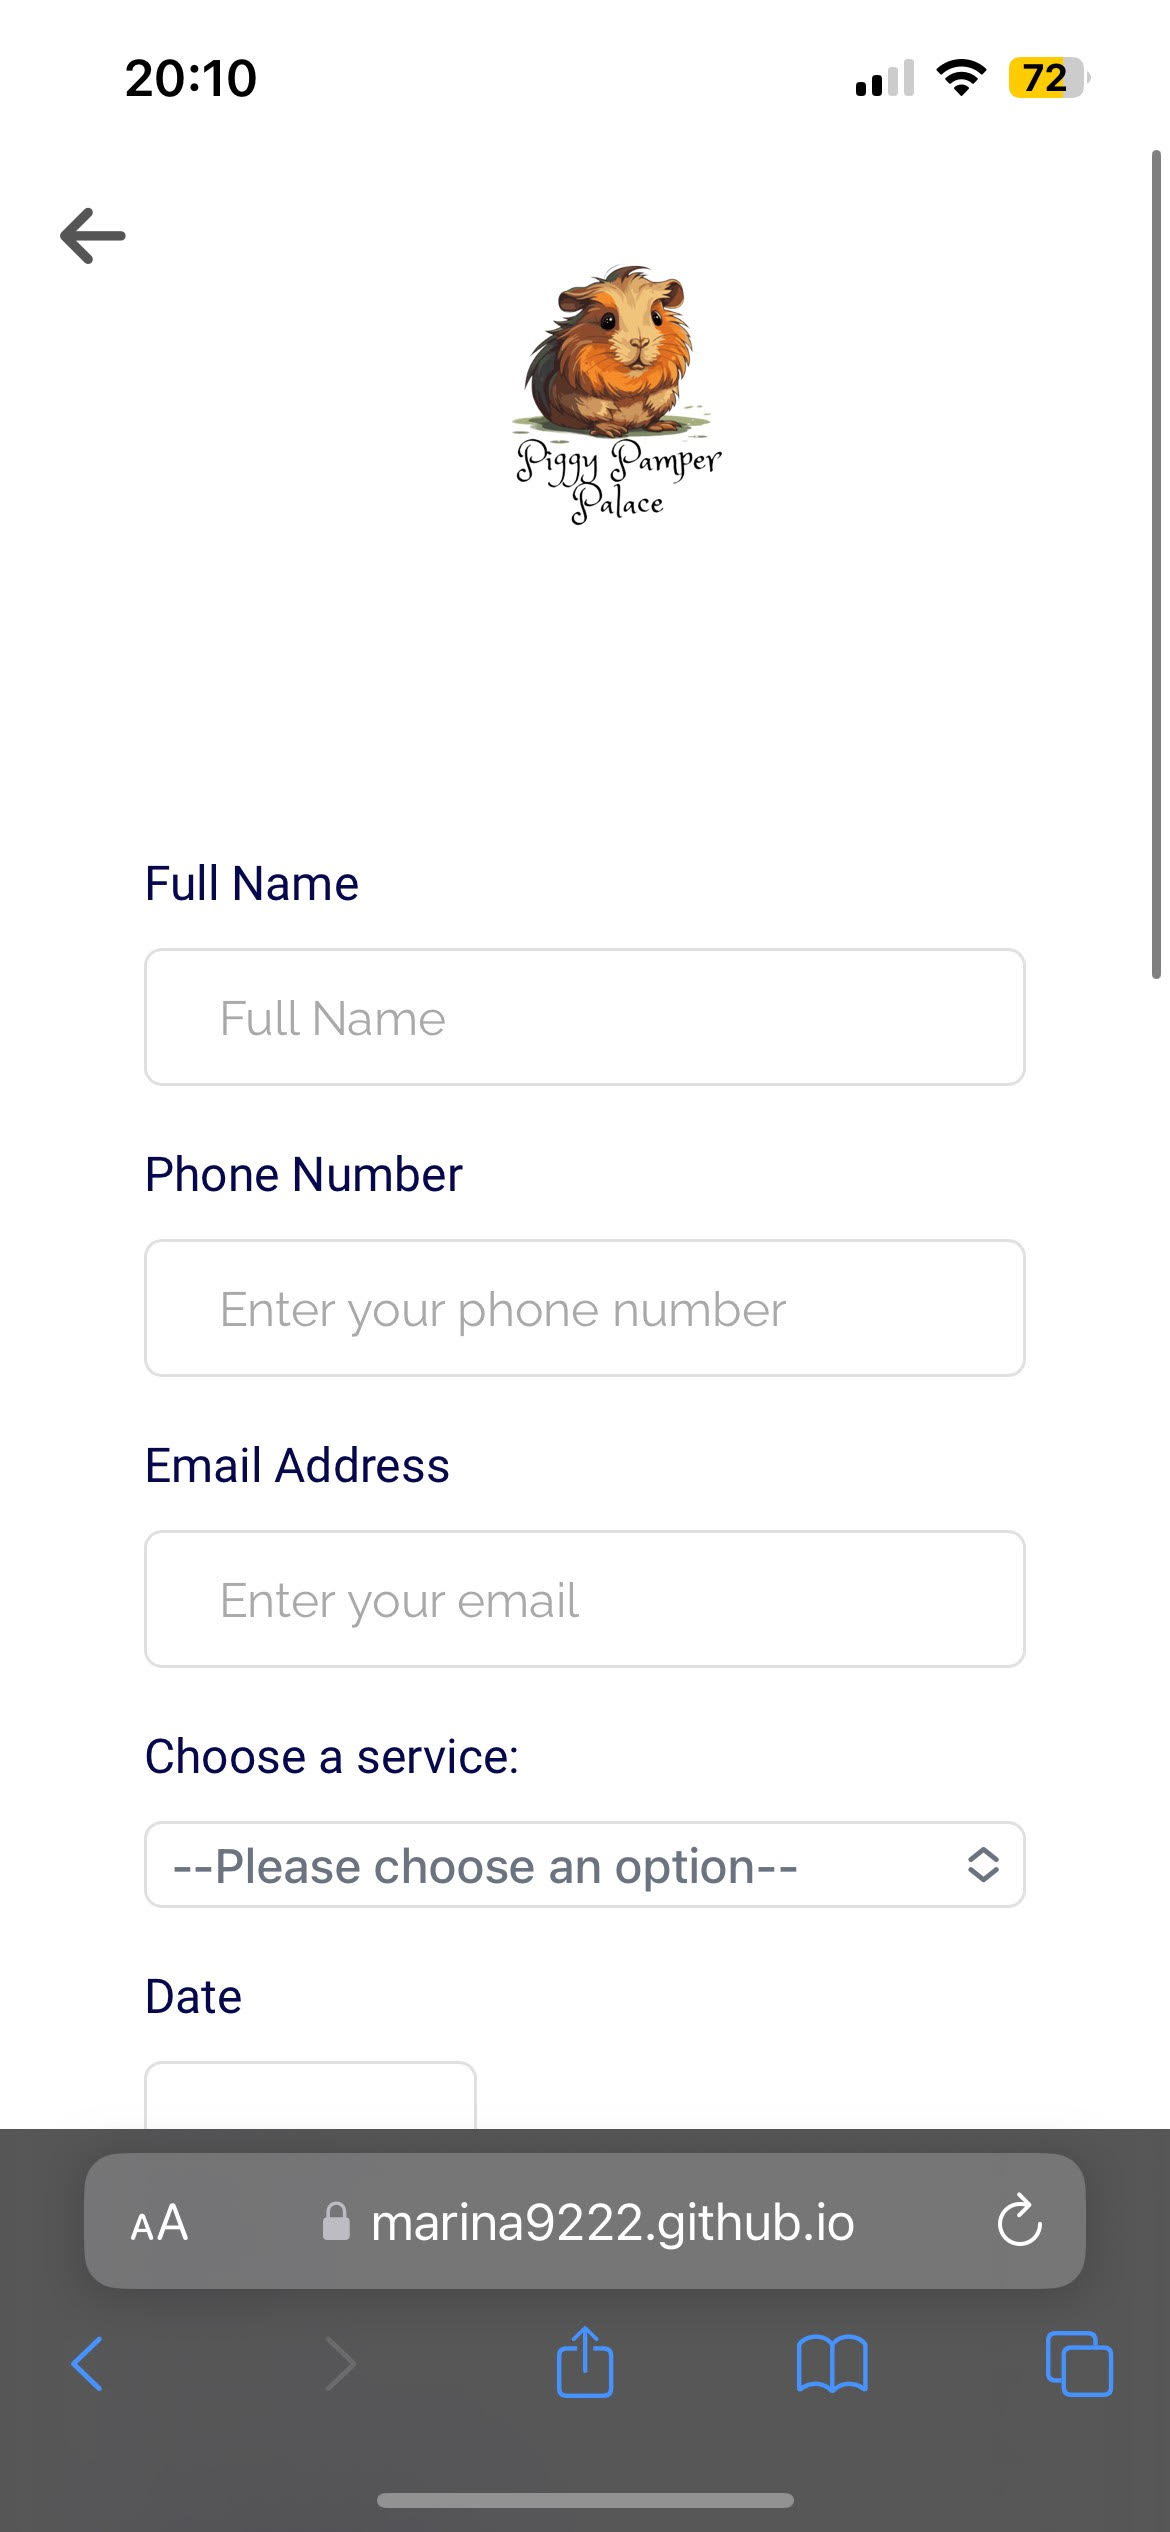 20:10
72
Piggy Pamper
Palace
Full Name
Full Name
Phone Number
Enter your phone number
Email Address
Enter your email
Choose a service:
--Please choose an option--
Date
AA marina9222.github.io